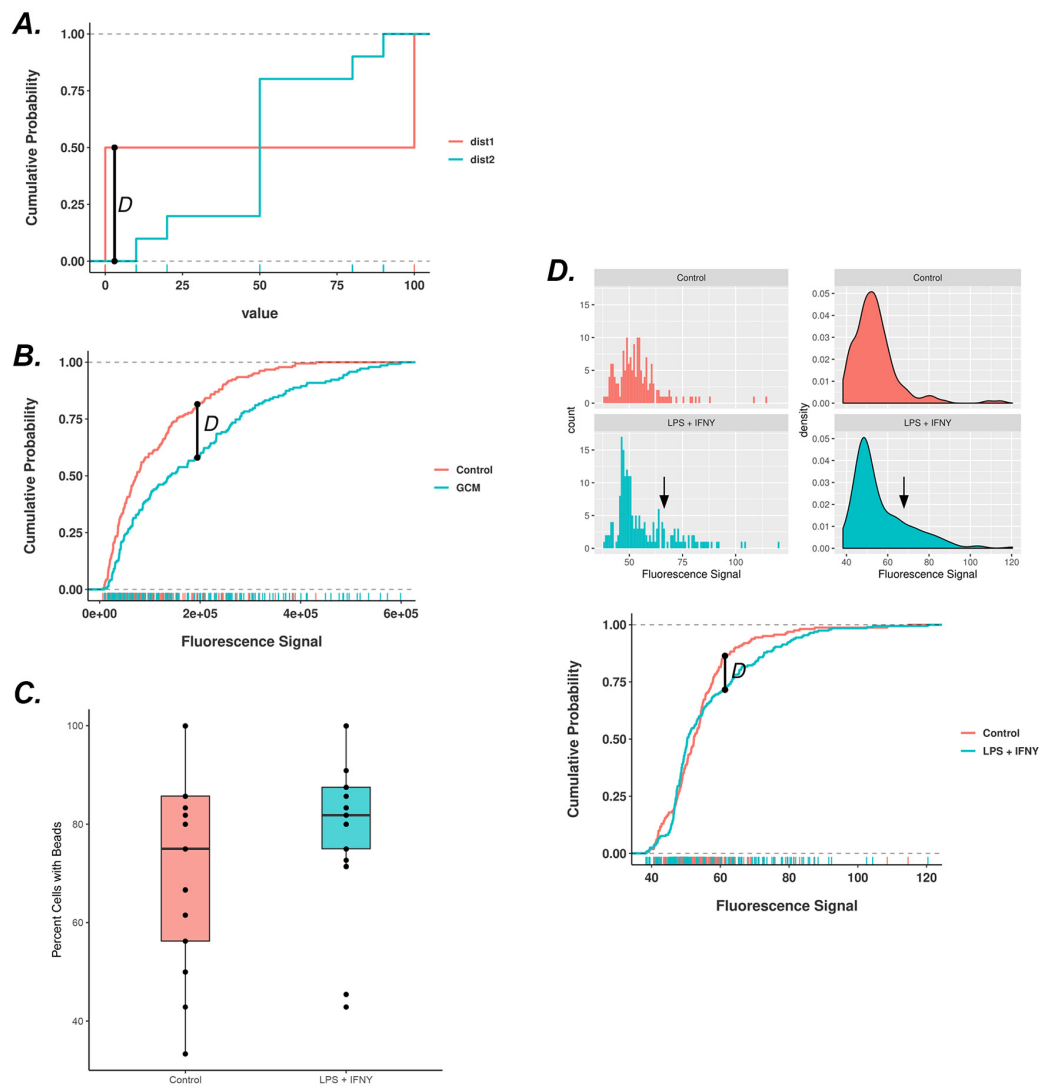 A.
Cumulative Probability
1.00
0.75
0.50
0.25
0.00
D
0 25 50 75 100
value
dist1
dist2
B.
Cumulative Probability
1.00
0.75
0.50
0.25
0.00
D
0e+00 2e+05 4e+05 6e+05
Fluorescence Signal
Control
GCM
C.
Percent Cells with Beads
100
80
60
40
Control LPS + IFNY
D.
Control
15
10
5
0
LPS + IFNY
15
10
5
0
count
50 75 100
Fluorescence Signal
Control
0.05
0.04
0.03
0.02
0.01
0.00
LPS + IFNY
0.05
0.04
0.03
0.02
0.01
0.00
density
40 60 80 100 120
Fluorescence Signal
Cumulative Probability
1.00
0.75
0.50
0.25
0.00
D
40 60 80 100 120
Fluorescence Signal
Control
LPS + IFNY